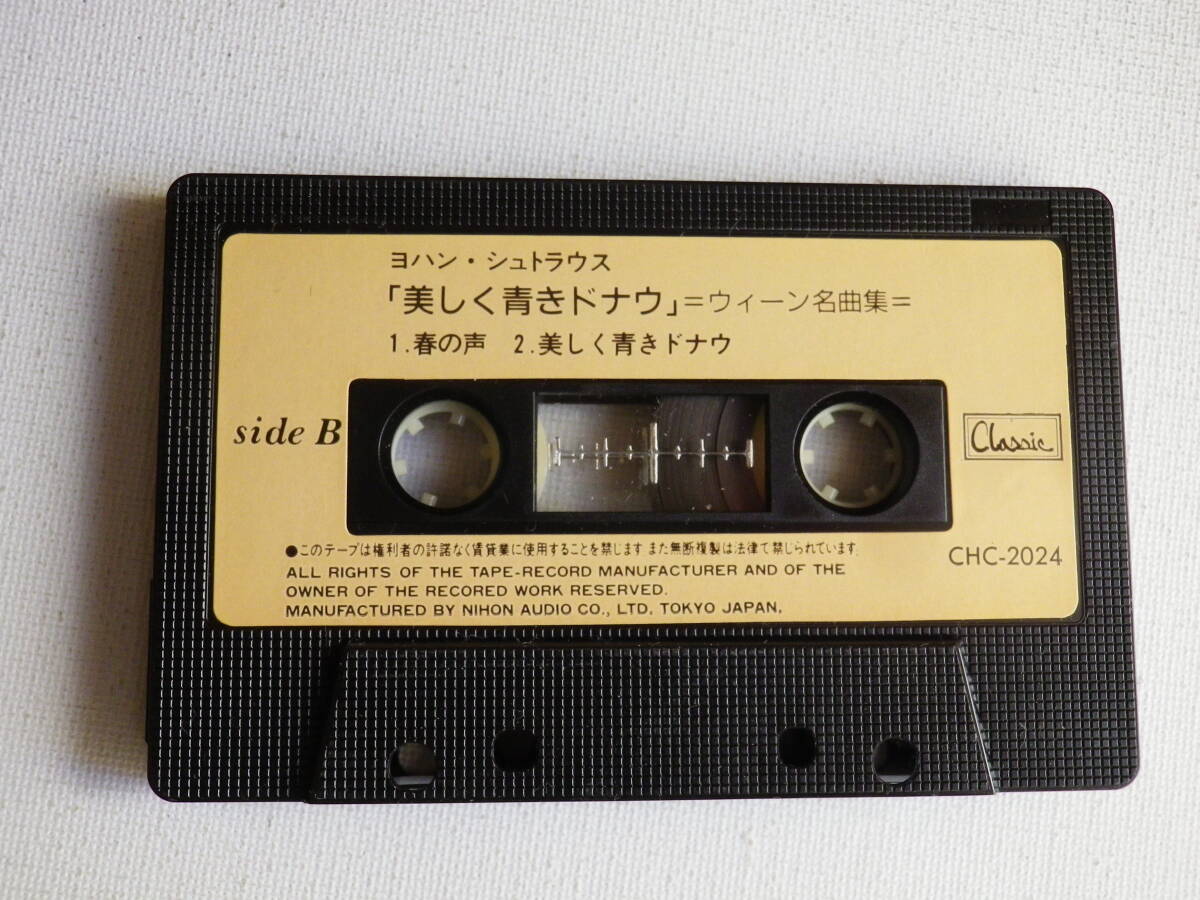 ヨハン・シュトラウス
「美しく青きドナウ」=ウィーン名曲集=
1.春の声 2.美しく青きドナウ
side B
Classic
●このテープは権利者の許諾なく賃貸業に使用することを禁じます また無断複製は法律で禁じられています。
CHC-2024
ALL RIGHTS OF THE TAPE-RECORD MANUFACTURER AND OF THE
OWNER OF THE RECORED WORK RESERVED.
MANUFACTURED BY NIHON AUDIO CO., LTD. TOKYO JAPAN.